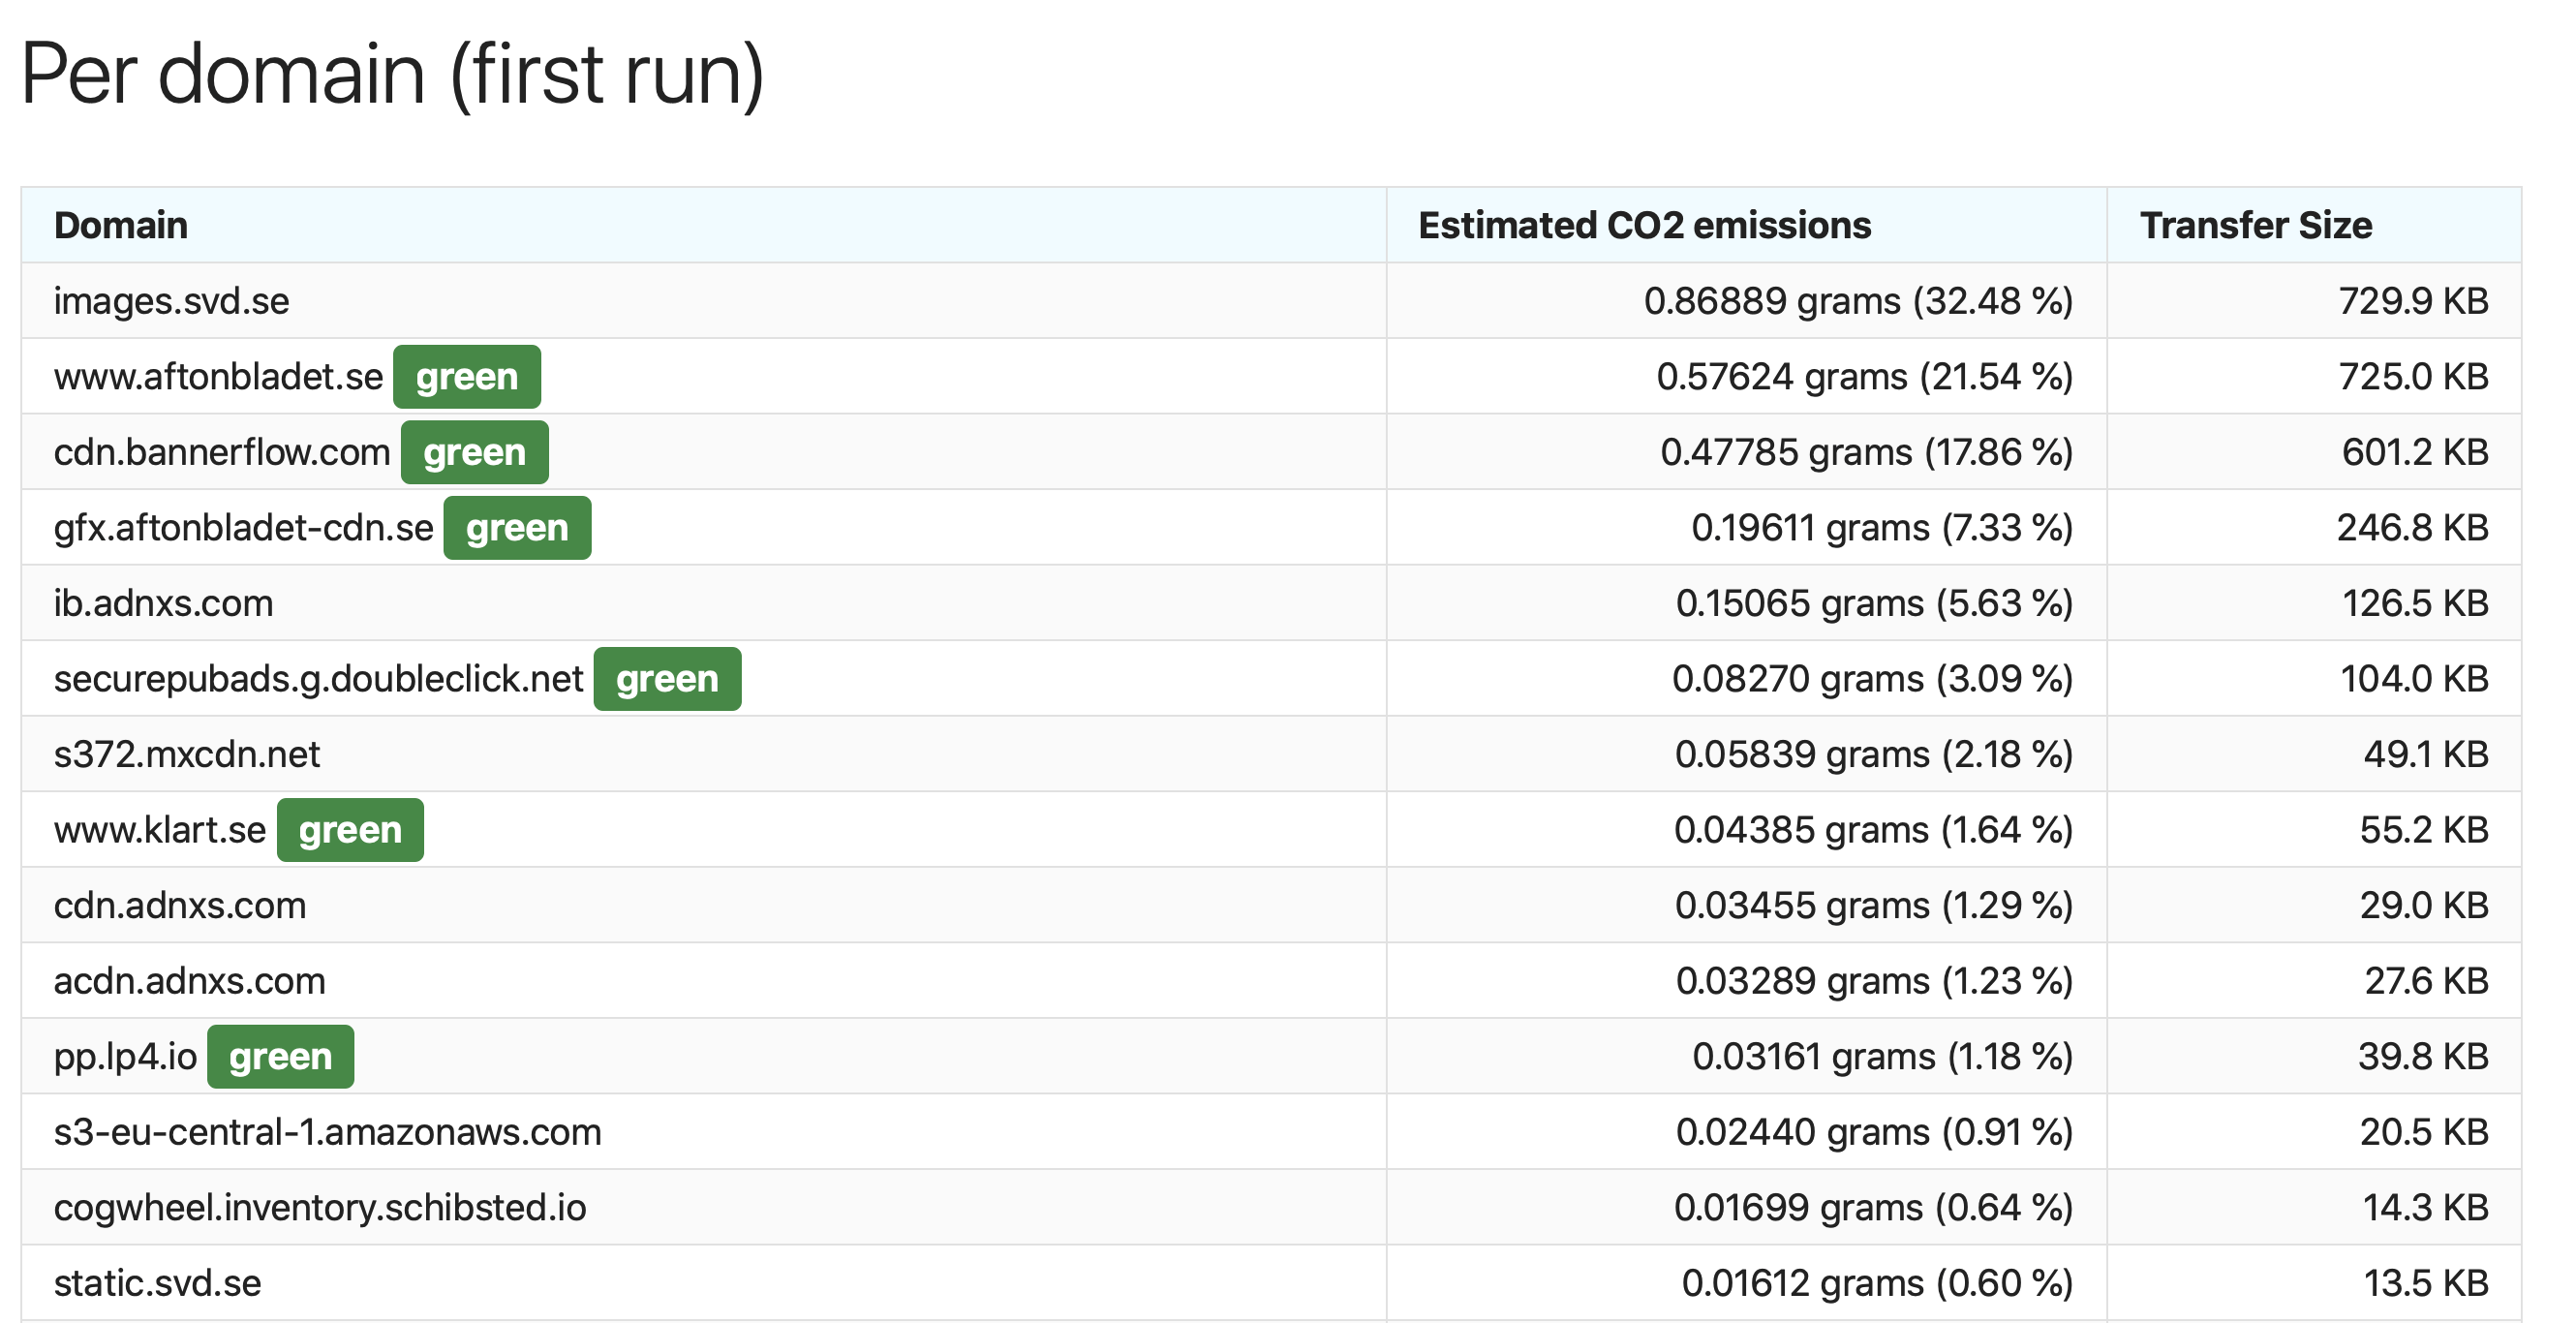 Per domain (first run)
Domain Estimated CO2 emissions Transfer Size
images.svd.se 0.86889 grams (32.48 %) 729.9 KB
www.aftonbladet.se green 0.57624 grams (21.54 %) 725.0 KB
cdn.bannerflow.com green 0.47785 grams (17.86 %) 601.2 KB
gfx.aftonbladet-cdn.se green 0.19611 grams (7.33 %) 246.8 KB
ib.adnxs.com 0.15065 grams (5.63 %) 126.5 KB
securepubads.g.doubleclick.net green 0.08270 grams (3.09 %) 104.0 KB
s372.mxcdn.net 0.05839 grams (2.18 %) 49.1 KB
www.klart.se green 0.04385 grams (1.64 %) 55.2 KB
cdn.adnxs.com 0.03455 grams (1.29 %) 29.0 KB
acdn.adnxs.com 0.03289 grams (1.23 %) 27.6 KB
pp.lp4.io green 0.03161 grams (1.18 %) 39.8 KB
s3-eu-central-1.amazonaws.com 0.02440 grams (0.91 %) 20.5 KB
cogwheel.inventory.schibsted.io 0.01699 grams (0.64 %) 14.3 KB
static.svd.se 0.01612 grams (0.60 %) 13.5 KB